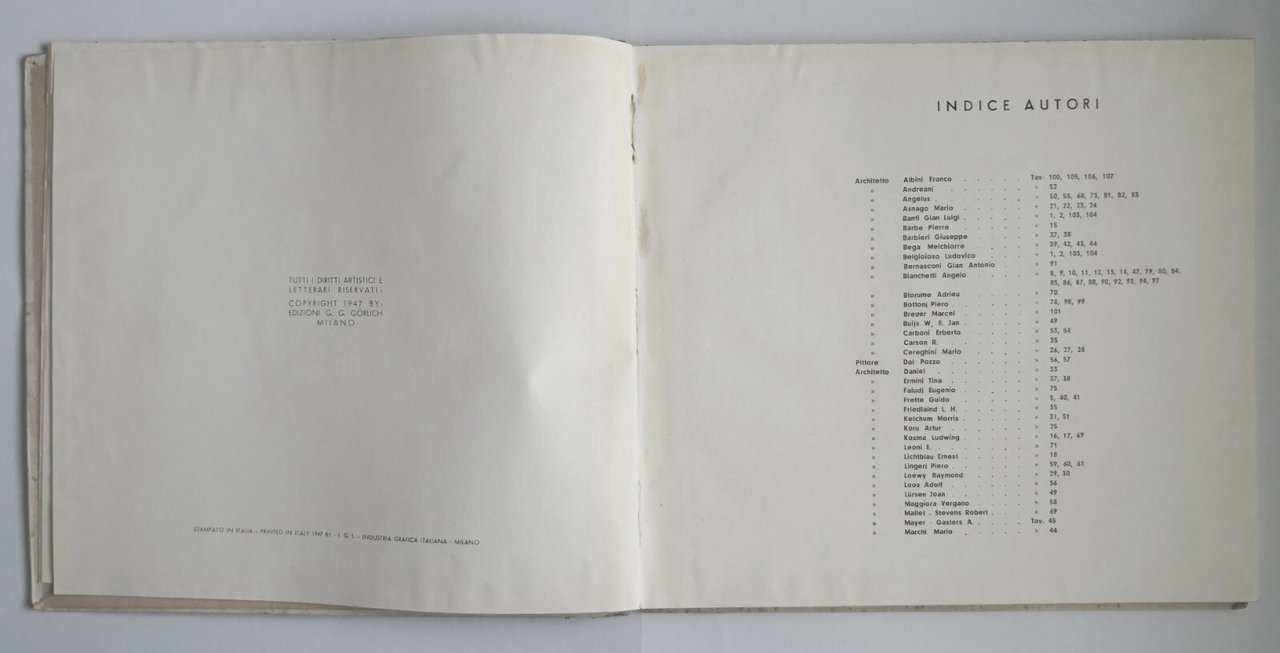 TUTTI I DIRITTI ARTISTICI E
LETTERARI RISERVATI:
COPYRIGHT 1947 BY:
EDIZIONI G. G. GÖRLICH
MILANO
STAMPATO IN ITALIA - PRINTED IN ITALY 1947 BY - I. G. I. - INDUSTRIA GRAFICA ITALIANA - MILANO
INDICE AUTORI
Architetto Albini Franco . . . . . Tav. 100, 105, 106, 107
» Andreani . . . . . . » 52
» Angelus . . . . . . » 50, 55, 68, 73, 81, 82, 83
» Asnago Mario . . . . . » 21, 22, 23, 24
» Banfi Gian Luigi . . . . . » 1, 2, 103, 104
» Barbe Pierre . . . . . » 15
» Barbieri Giuseppe . . . . » 37, 38
» Bega Melchiorre . . . . . » 39, 42, 43, 44
» Belgioioso Ludovico . . . . » 1, 2, 103, 104
» Bernasconi Gian Antonio . . . » 91
» Bianchetti Angelo . . . . . » 5, 9, 10, 11, 12, 13, 14, 47, 79, 80, 84,
85, 86, 87, 88, 90, 92, 93, 94, 97
» Blorume Adrieu . . . . . » 70
» Bottoni Piero . . . . . . » 78, 98, 99
» Breuer Marcel . . . . . » 101
» Buijs W. E. Jan . . . . . » 49
» Carboni Erberto . . . . . » 53, 54
» Carson R. . . . . . . » 35
» Cereghini Mario . . . . . » 26, 27, 28
Pittore Dal Pozzo . . . . . » 56, 57
Architetto Daniel . . . . . . » 33
» Ermini Tina . . . . . . » 37, 38
» Faludi Eugenio . . . . . » 75
» Frette Guido . . . . . » 5, 40, 41
» Friedlaind L. H. . . . . . » 35
» Ketchum Morris . . . . . » 31, 51
» Koru Artur . . . . . . » 25
» Kozma Ludwing . . . . . » 16, 17, 69
» Leoni E. . . . . . . » 71
» Lichtblau Ernest . . . . . » 18
» Lingeri Piero . . . . . . » 59, 60, 61
» Loewy Raymond . . . . . » 29, 30
» Loos Adolf . . . . . . » 36
» Lürsen Joan . . . . . . » 49
» Maggiora Vergano . . . . » 58
» Mallet - Stevens Robert . . . » 69
» Mayer - Gasters A. . . . . Tav. 45
» Marchi Mario . . . . . » 44